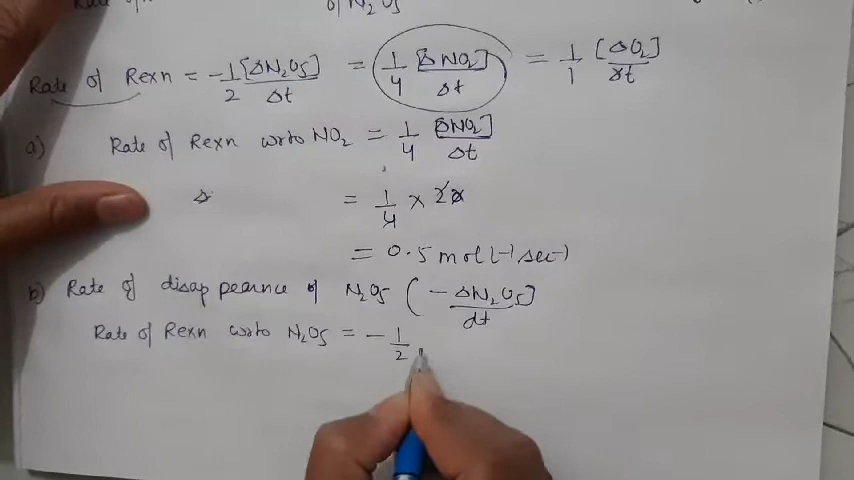 of N₂O5
Rate of Rexn = -1/2 [ΔN₂O5]/Δt = 1/4 [ΔNO₂]/Δt = 1/1 [ΔO₂]/Δt
a) Rate of Rexn wrto NO₂ = 1/4 [ΔNO₂]/Δt
= 1/4 × 2
= 0.5 mol l⁻¹ sec⁻¹
b) Rate of disappearnce of N₂O5 (-ΔN₂O5]/dt
Rate of Rexn wrto N₂O5 = -1/2